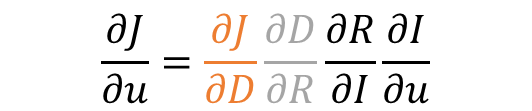 ∂J/∂u = ∂J/∂D ∂D/∂R ∂R/∂I ∂I/∂u